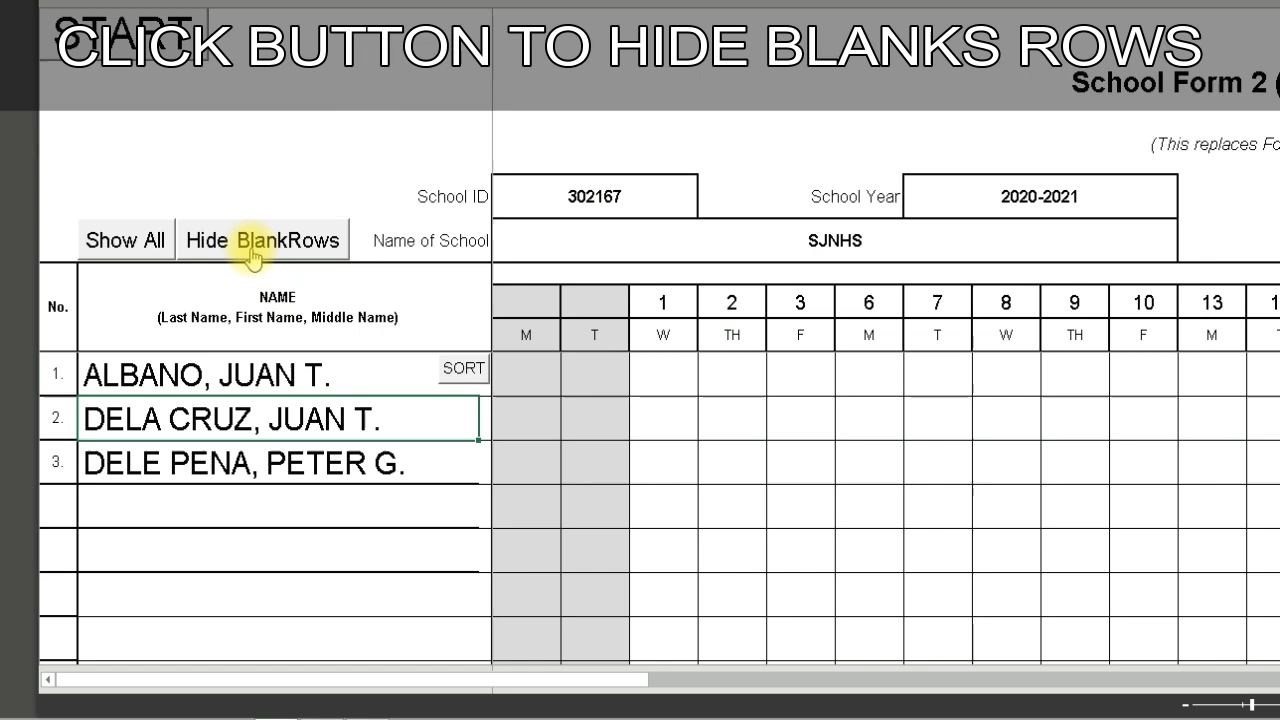 START
CLICK BUTTON TO HIDE BLANKS ROWS
School Form 2
(This replaces Fo
School ID 302167 School Year 2020-2021
Show All Hide BlankRows Name of School SJNHS
No. NAME 1 2 3 6 7 8 9 10 13
(Last Name, First Name, Middle Name) M T W TH F M T W TH F M
1. ALBANO, JUAN T. SORT
2. DELA CRUZ, JUAN T.
3. DELE PENA, PETER G.